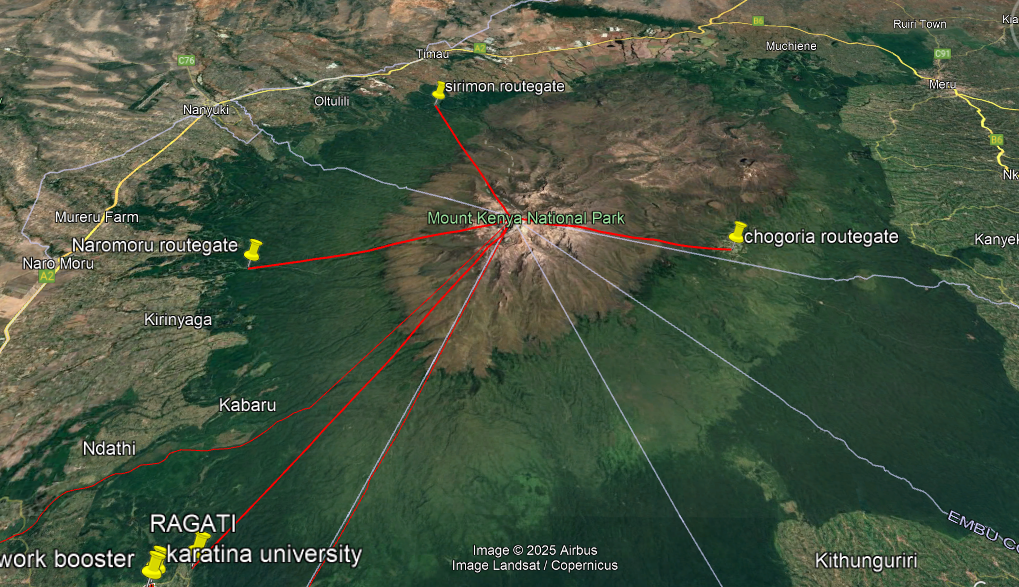 Ruiri Town
B6
Muchiene
Timau
A2
C76
C91
Meru
sirimon routegate
Oltulili
Nanyuki
B6
Mureru Farm
Mount Kenya National Park
Naromoru routegate
chogoria routegate
Naro Moru
A2
Kirinyaga
Kabaru
Ndathi
EMBU CO
RAGATI
work booster
karatina university
Image © 2025 Airbus
Image Landsat / Copernicus
Kithunguriri
Kanyek
Nk
Kia